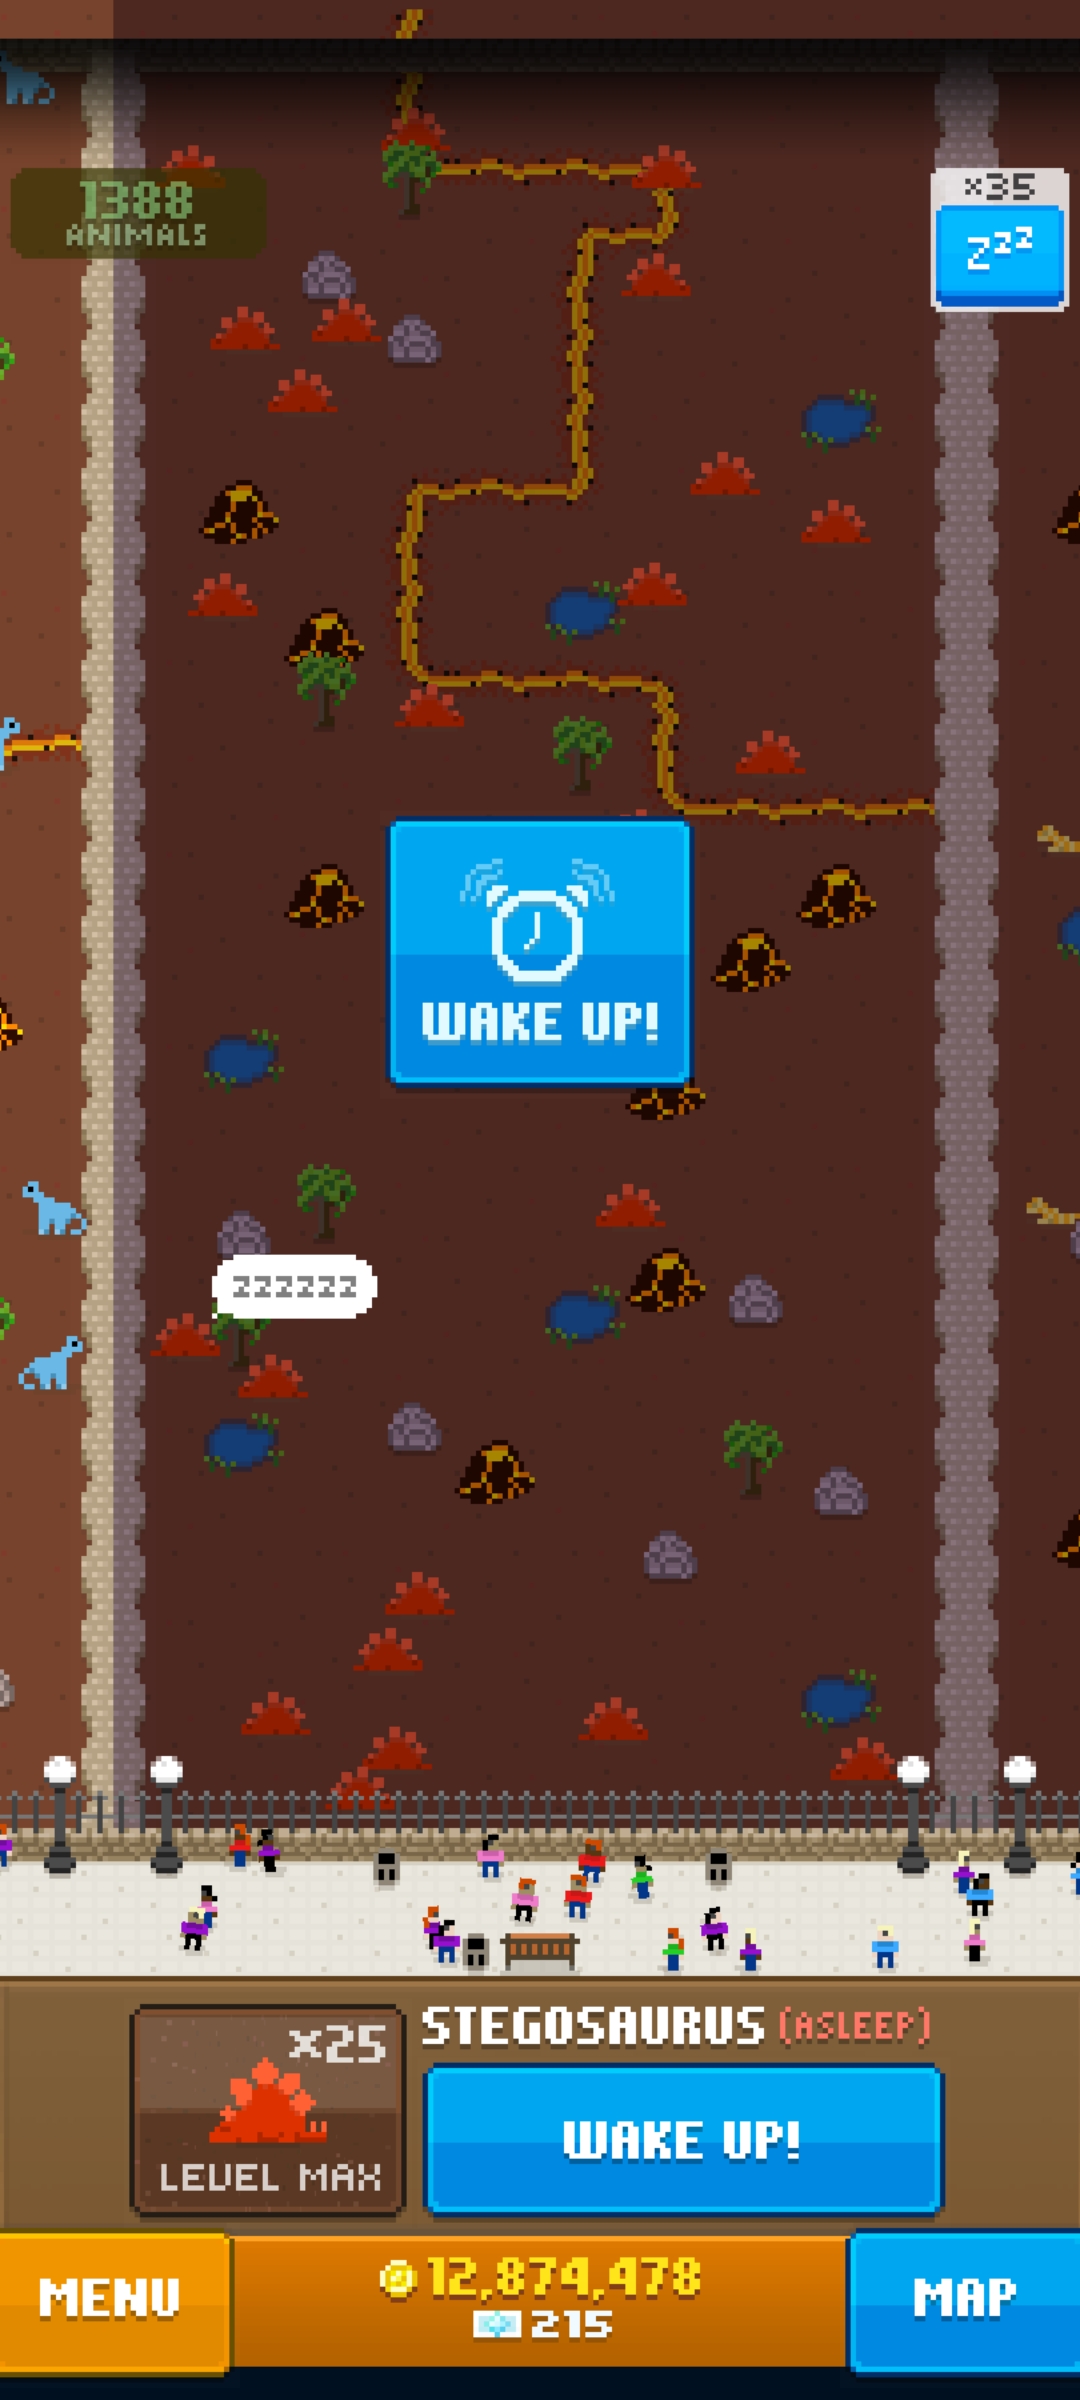 1388
ANIMALS
x35
zzz
WAKE UP!
ZZZZZZ
x25
LEVEL MAX
STEGOSAURUS (ASLEEP)
WAKE UP!
MENU
12,874,478
215
MAP